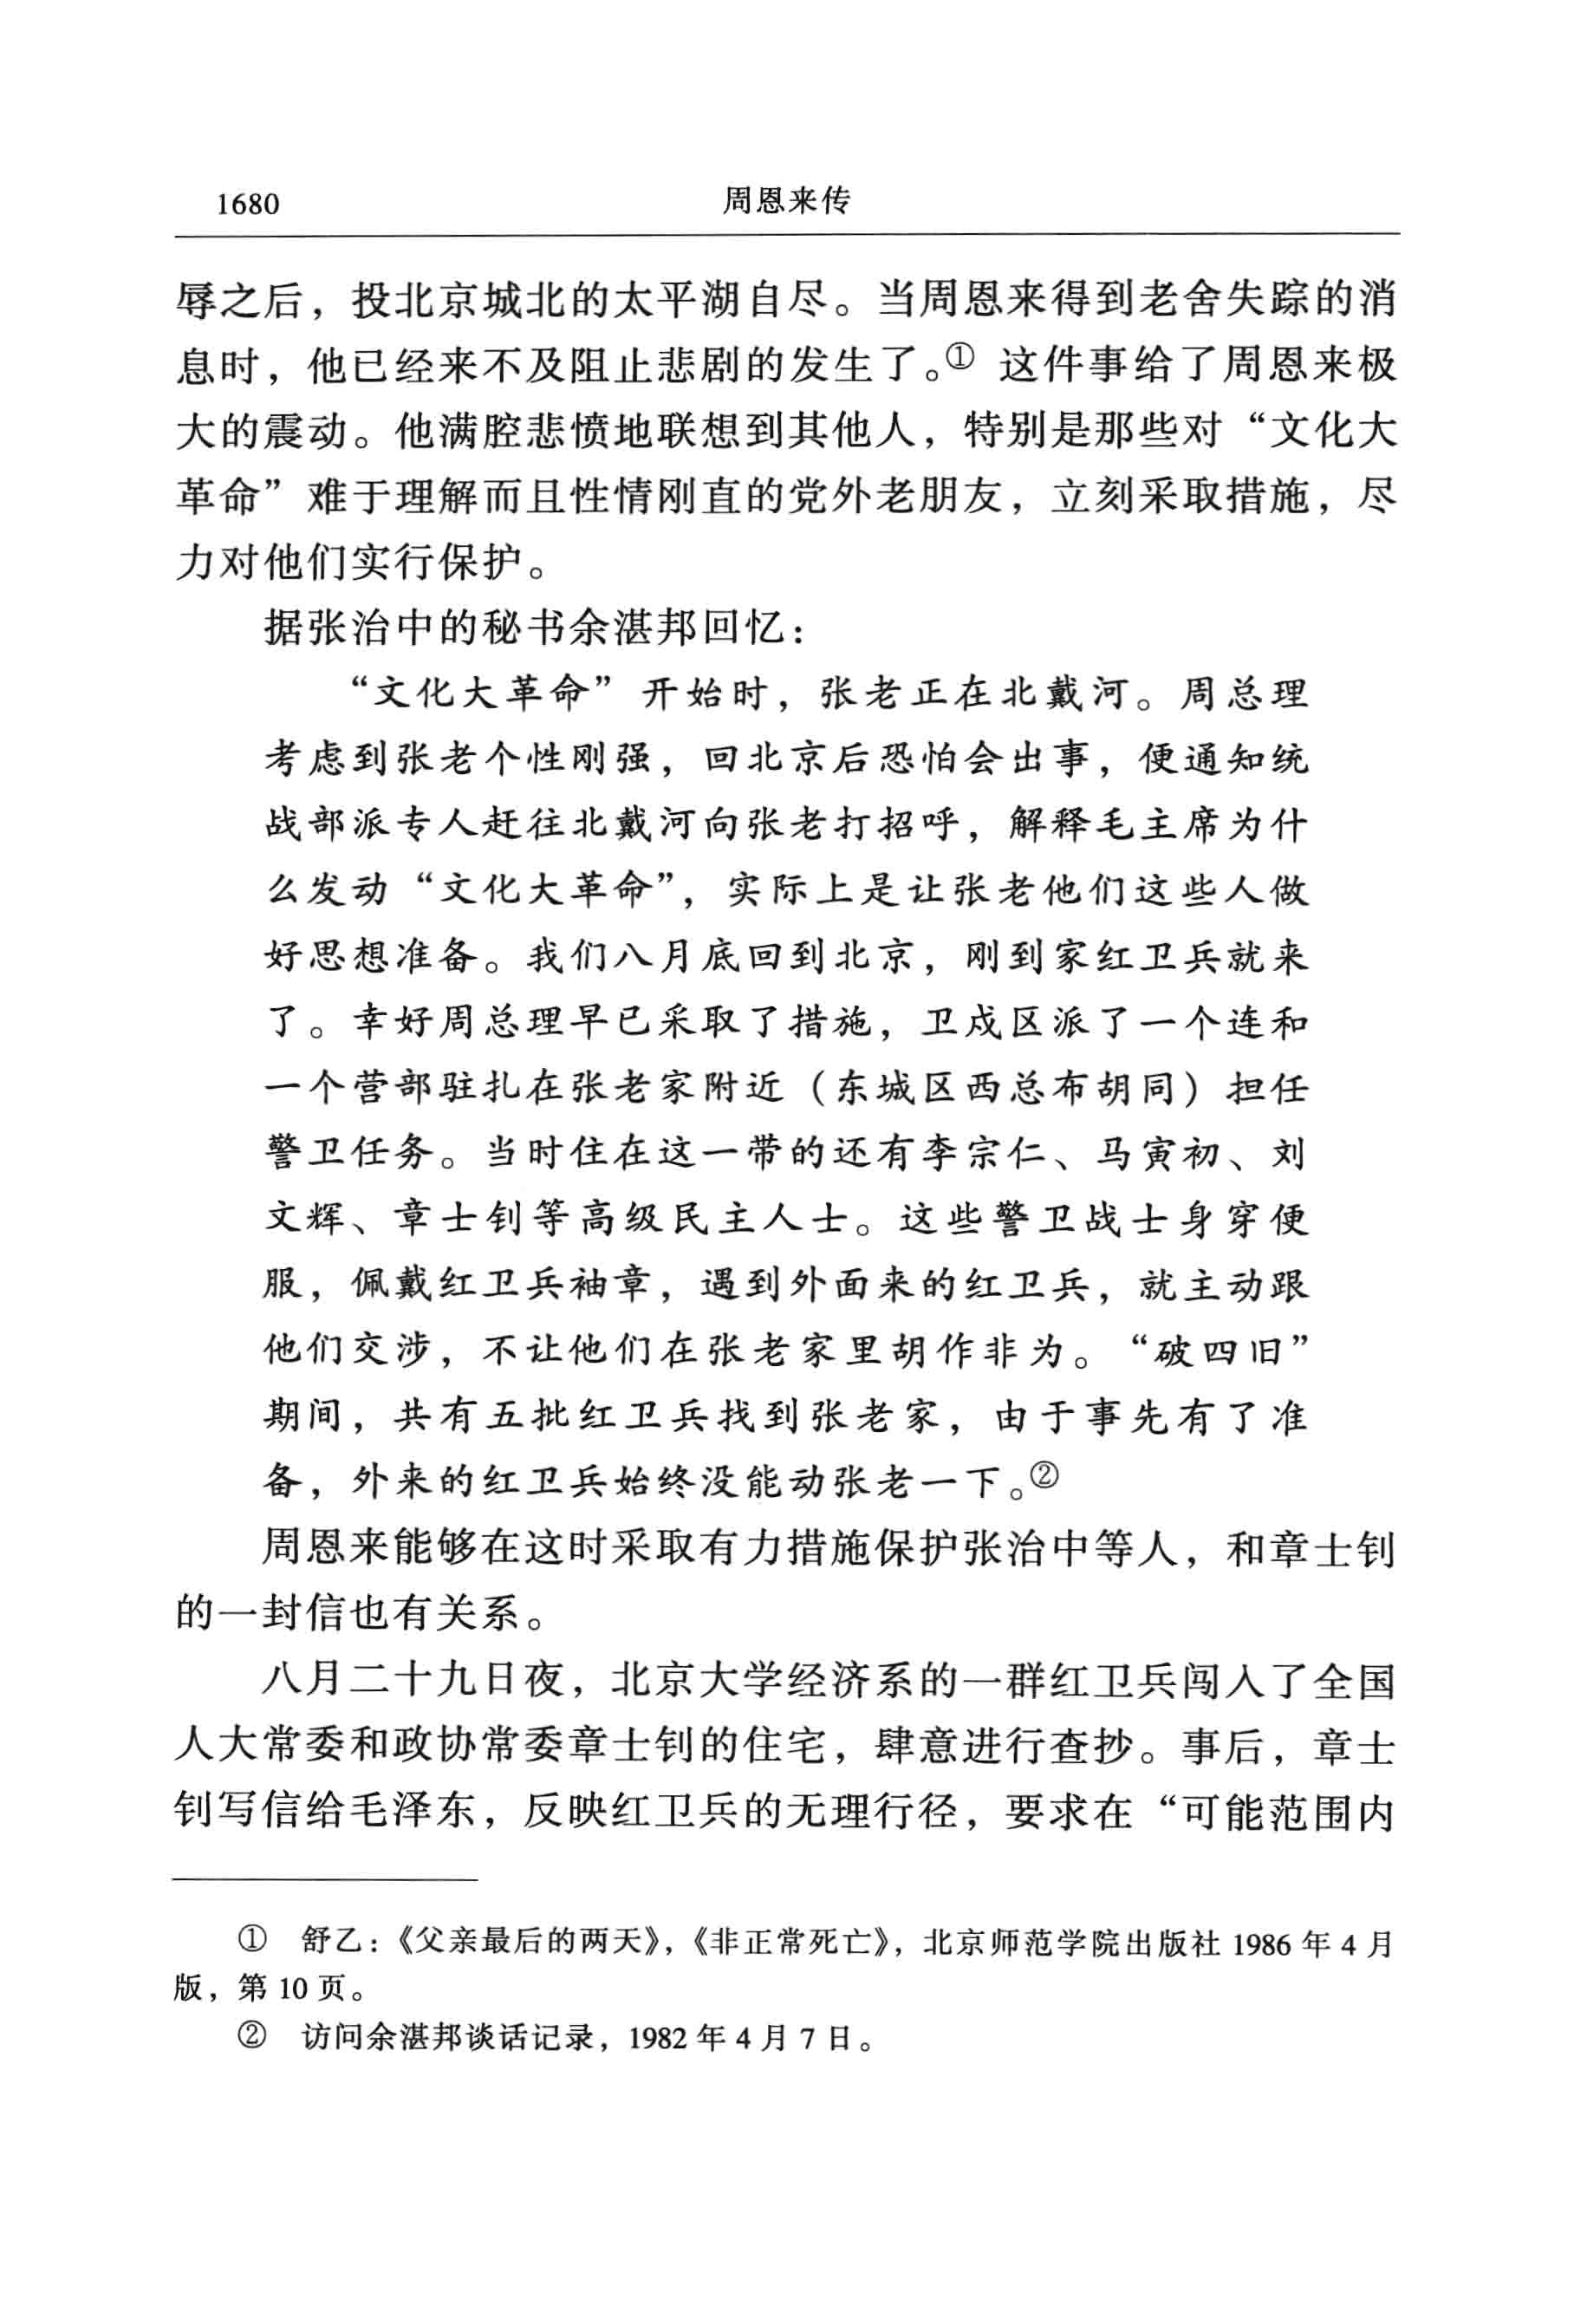 1680
周恩来传
辱之后，投北京城北的太平湖自尽。当周恩来得到老舍失踪的消
息时，他已经来不及阻止悲剧的发生了。① 这件事给了周恩来极
大的震动。他满腔悲愤地联想到其他人，特别是那些对“文化大
革命”难于理解而且性情刚直的党外老朋友，立刻采取措施，尽
力对他们实行保护。
据张治中的秘书余湛邦回忆：
“文化大革命”开始时，张老正在北戴河。周总理
考虑到张老个性刚强，回北京后恐怕会出事，便通知统
战部派专人赶往北戴河向张老打招呼，解释毛主席为什
么发动“文化大革命”，实际上是让张老他们这些人做
好思想准备。我们八月底回到北京，刚到家红卫兵就来
了。幸好周总理早已采取了措施，卫戍区派了一个连和
一个营部驻扎在张老家附近（东城区西总布胡同）担任
警卫任务。当时住在这一带的还有李宗仁、马寅初、刘
文辉、章士钊等高级民主人士。这些警卫战士身穿便
服，佩戴红卫兵袖章，遇到外面来的红卫兵，就主动跟
他们交涉，不让他们在张老家里胡作非为。“破四旧”
期间，共有五批红卫兵找到张老家，由于事先有了准
备，外来的红卫兵始终没能动张老一下。②
周恩来能够在这时采取有力措施保护张治中等人，和章士钊
的一封信也有关系。
八月二十九日夜，北京大学经济系的一群红卫兵闯入了全国
人大常委和政协常委章士钊的住宅，肆意进行查抄。事后，章士
钊写信给毛泽东，反映红卫兵的无理行径，要求在“可能范围内
① 舒乙：《父亲最后的两天》，《非正常死亡》，北京师范学院出版社 1986 年 4 月
版，第 10 页。
② 访问余湛邦谈话记录，1982 年 4 月 7 日。